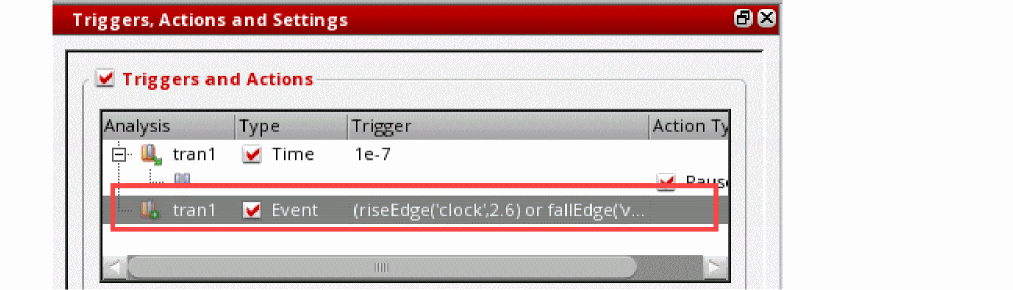 Triggers, Actions and Settings
Triggers and Actions
Analysis Type Trigger Action Ty
tran1 Time 1e-7
Pause
tran1 Event (riseEdge('clock',2.6) or fallEdge('v...